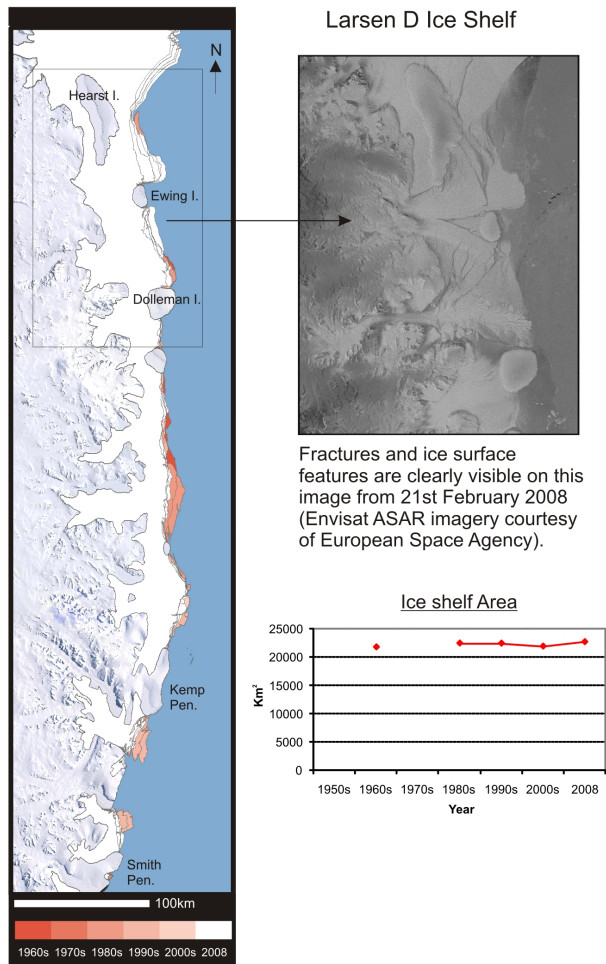 Larsen D Ice Shelf
N
Hearst I.
Ewing I.
Dolleman I.
Kemp
Pen.
Smith
Pen.
100km
1960s 1970s 1980s 1990s 2000s 2008
Fractures and ice surface
features are clearly visible on this
image from 21st February 2008
(Envisat ASAR imagery courtesy
of European Space Agency).
Ice shelf Area
Km²
25000
20000
15000
10000
5000
0
1950s 1960s 1970s 1980s 1990s 2000s 2008
Year